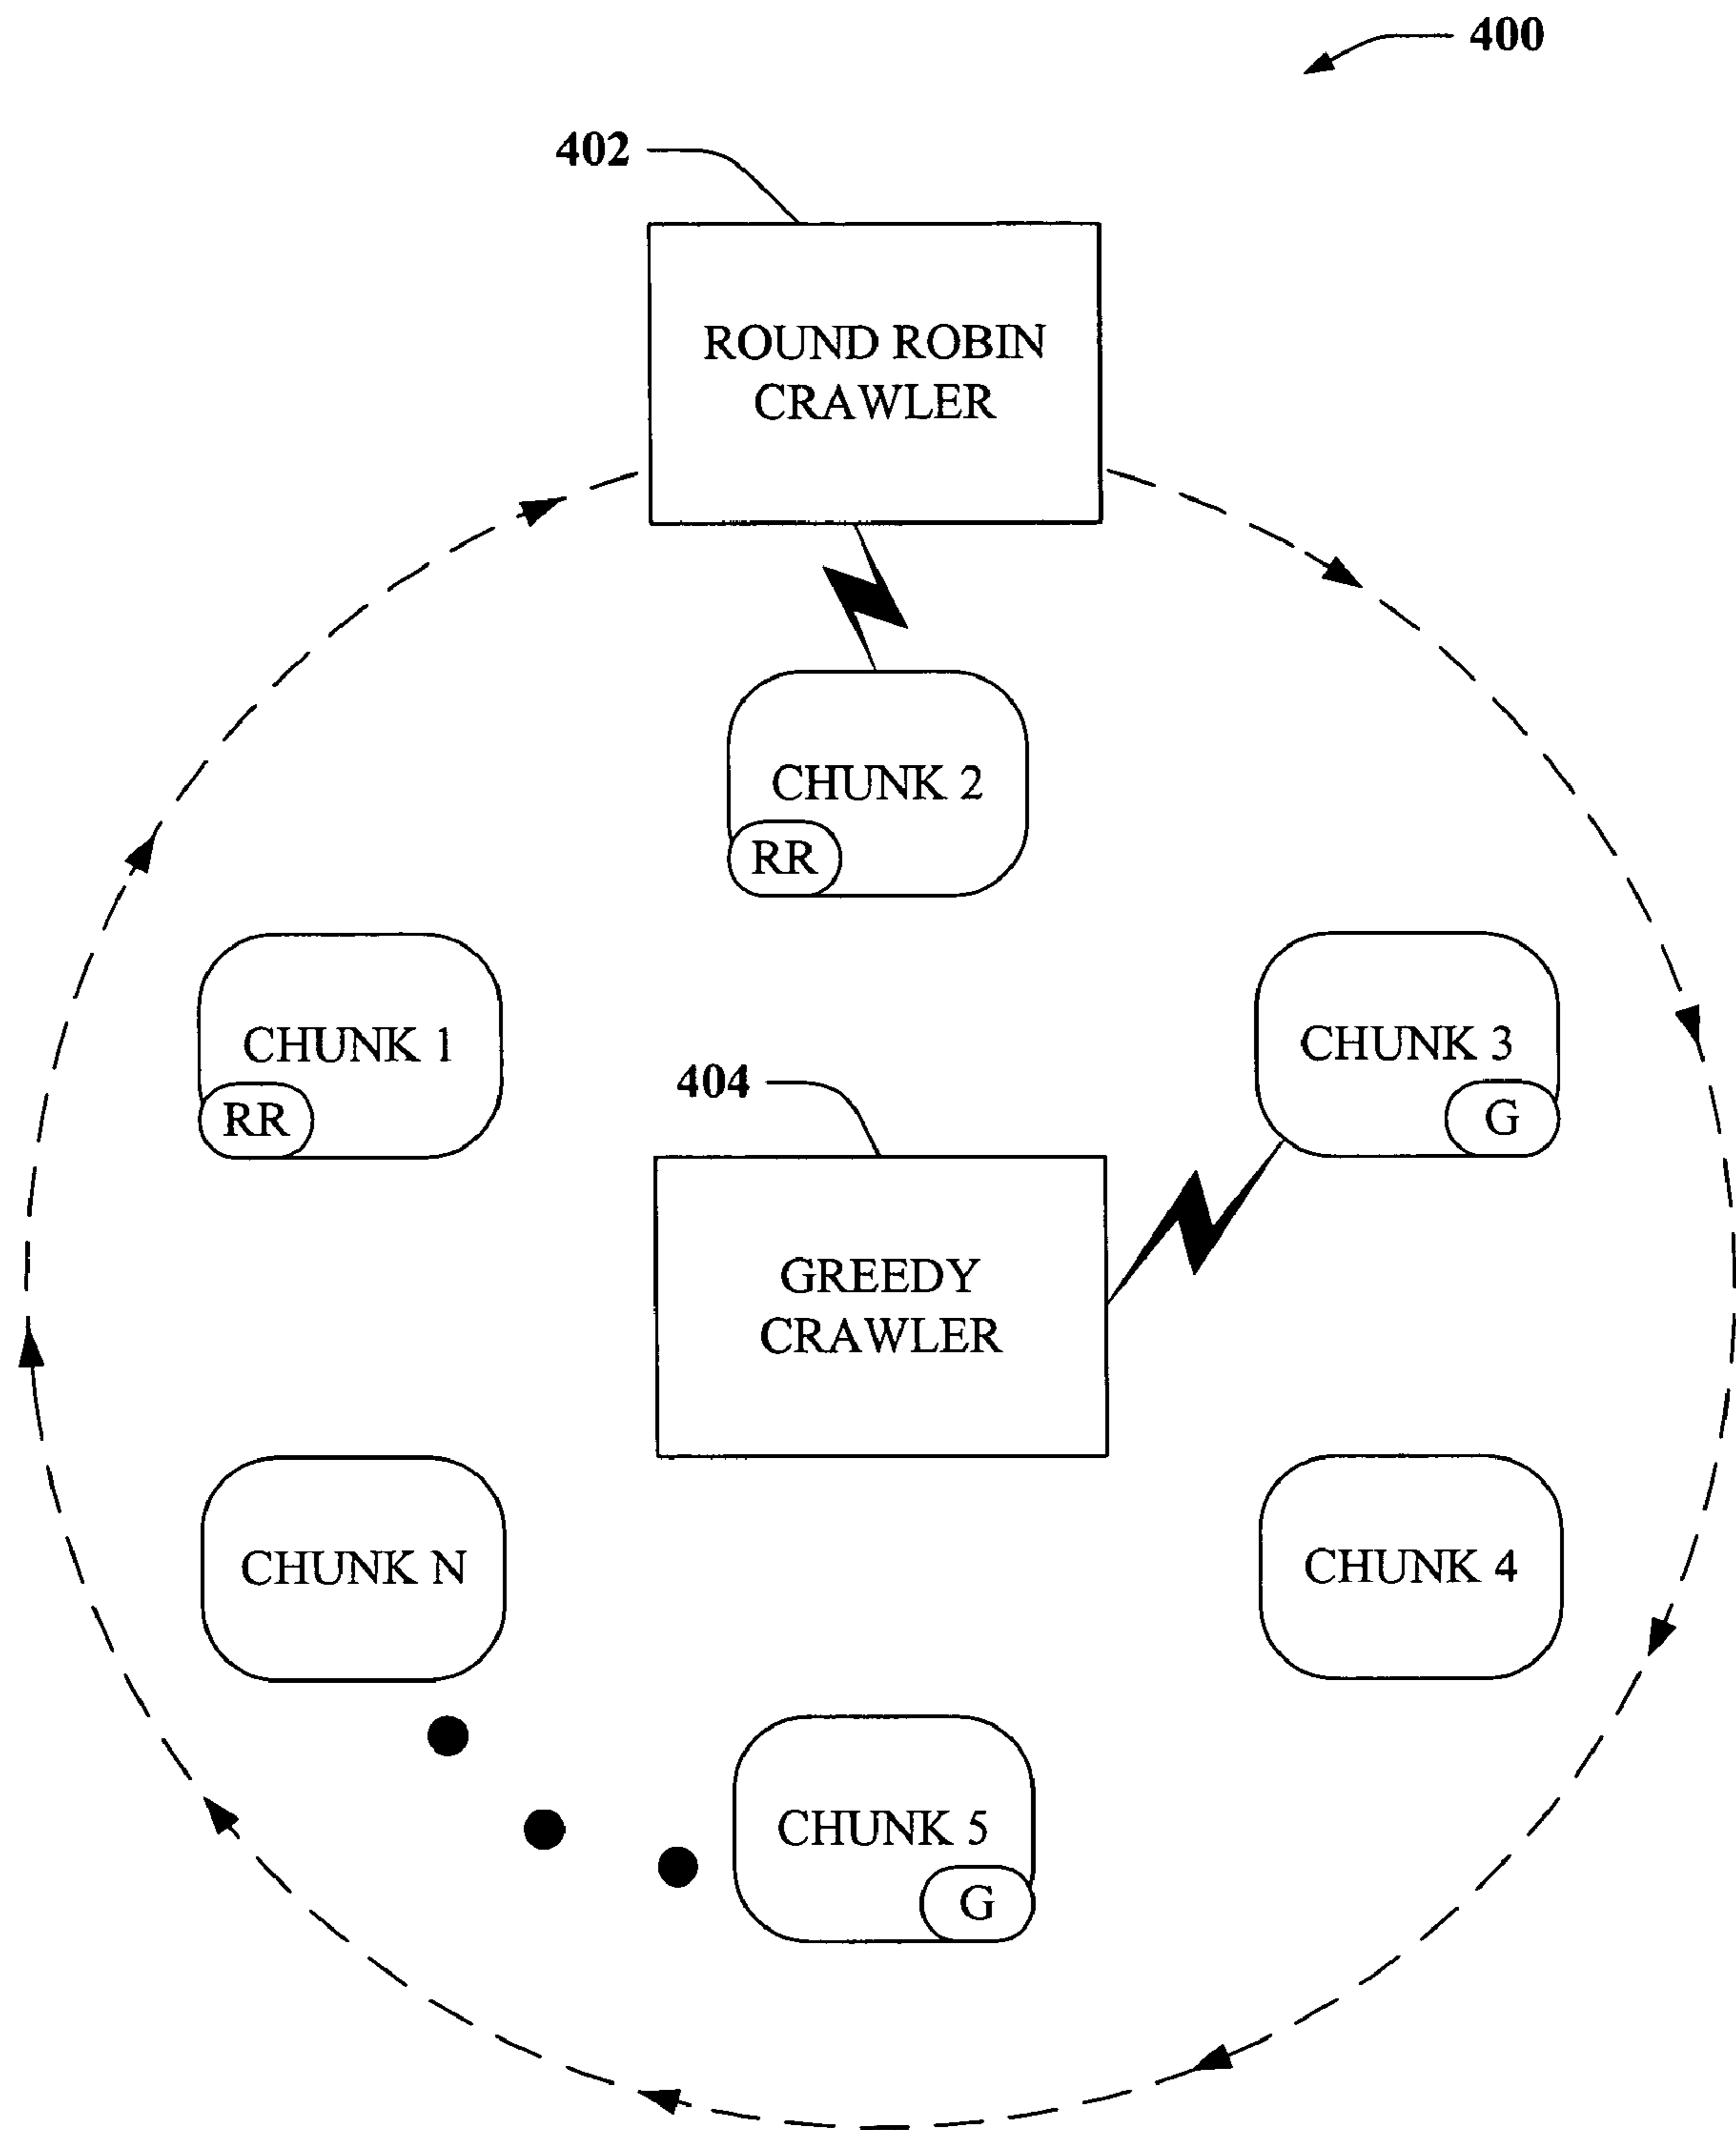 400
402
ROUND ROBIN
CRAWLER
CHUNK 2
RR
CHUNK 1
RR
CHUNK 3
G
404
GREEDY
CRAWLER
CHUNK N
CHUNK 4
CHUNK 5
G